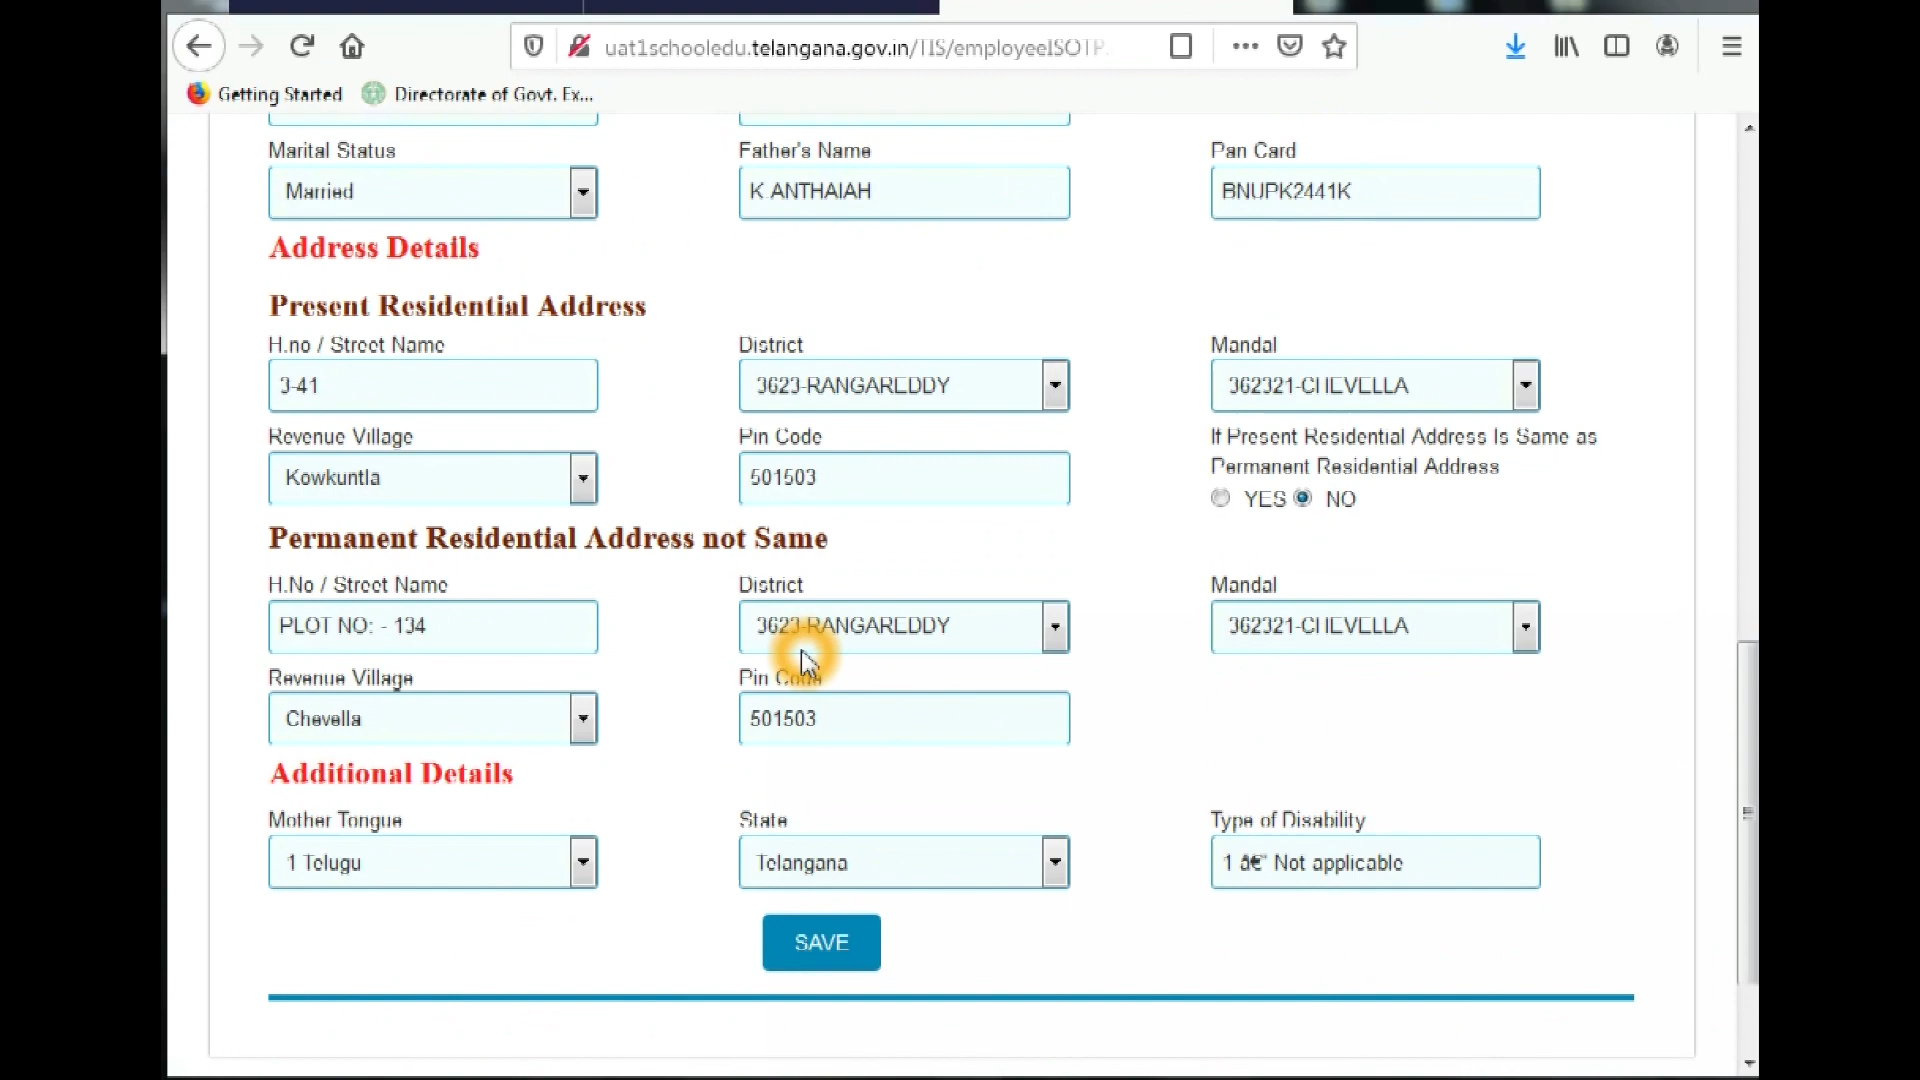 uat1schooledu.telangana.gov.in/TIS/employeeISOTP.
Getting Started Directorate of Govt. Ex...
Marital Status Father's Name Pan Card
Married K ANTHAIAH BNUPK2441K
Address Details
Present Residential Address
H.no / Street Name District Mandal
3-41 3623-RANGAREDDY 362321-CHEVELLA
Revenue Village Pin Code If Present Residential Address Is Same as
Permanent Residential Address
Kowkuntla 501503 YES NO
Permanent Residential Address not Same
H.No / Street Name District Mandal
PLOT NO: - 134 3623-RANGAREDDY 362321-CHEVELLA
Revenue Village Pin Code
Chevella 501503
Additional Details
Mother Tongue State Type of Disability
1 Telugu Telangana 1 â€“ Not applicable
SAVE